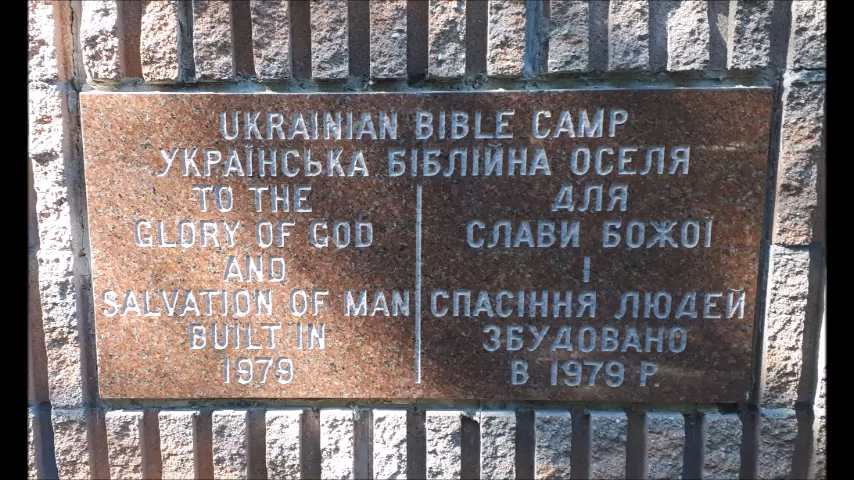 UKRAINIAN BIBLE CAMP
УКРАЇНСЬКА БІБЛІЙНА ОСЕЛЯ
TO THE
GLORY OF GOD
AND
SALVATION OF MAN
BUILT IN
1979
ДЛЯ
СЛАВИ БОЖОЇ
І
СПАСІННЯ ЛЮДЕЙ
ЗБУДОВАНО
В 1979 Р.